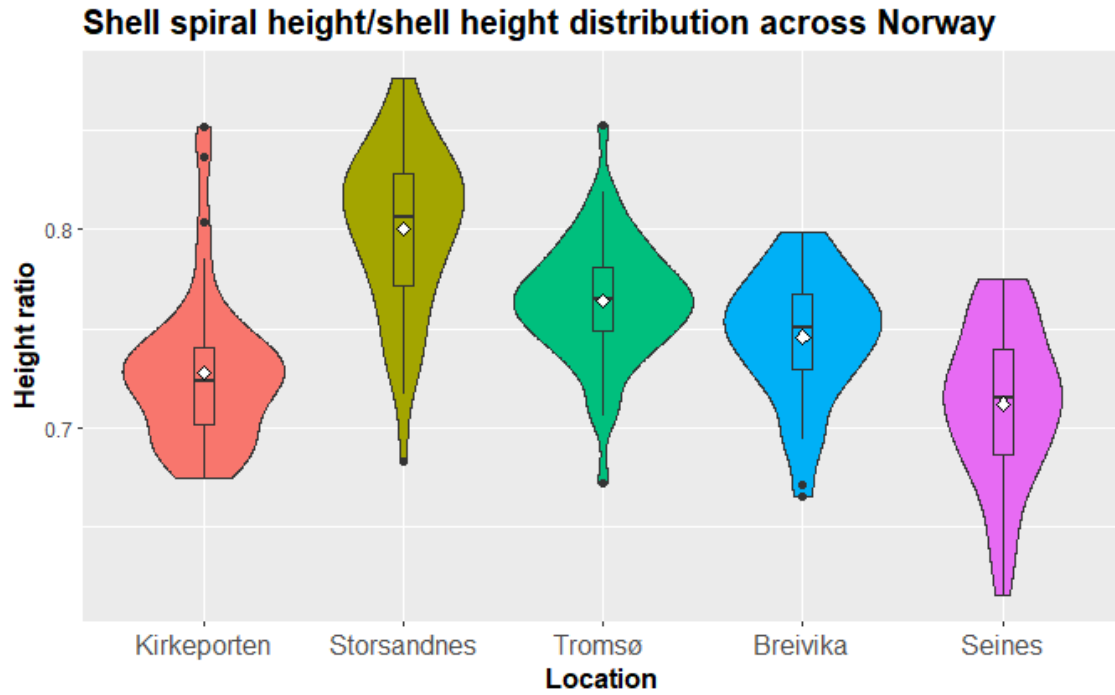 Shell spiral height/shell height distribution across Norway
Height ratio
0.8
0.7
Kirkeporten Storsandnes Tromsø Breivika Seines
Location